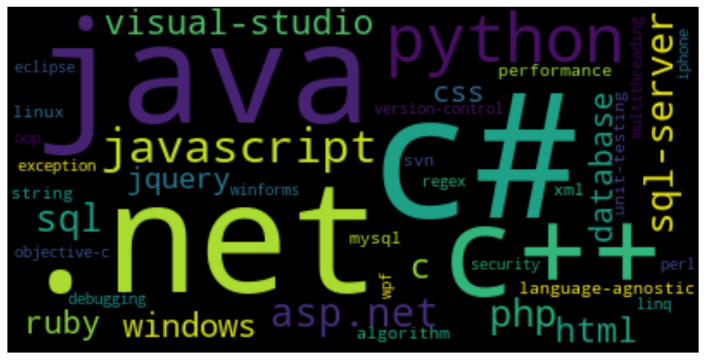 visual-studio
java
python
eclipse
performance
multithreading
iphone
linux
css
version-control
oop
javascript
c#
database
unit-testing
sql-server
exception
svn
jquery
winforms
regex
xml
string
sql
.net
mysql
c
c++
objective-c
security
perl
wpf
language-agnostic
debugging
linq
ruby
windows
asp.net
algorithm
php
html